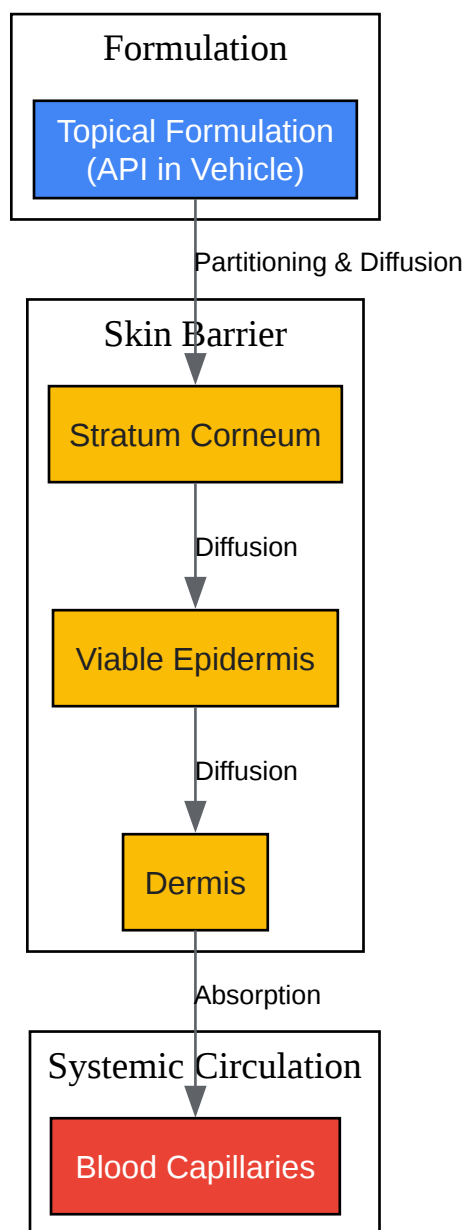 Formulation
Topical Formulation
(API in Vehicle)
Partitioning & Diffusion
Skin Barrier
Stratum Corneum
Diffusion
Viable Epidermis
Diffusion
Dermis
Absorption
Systemic Circulation
Blood Capillaries